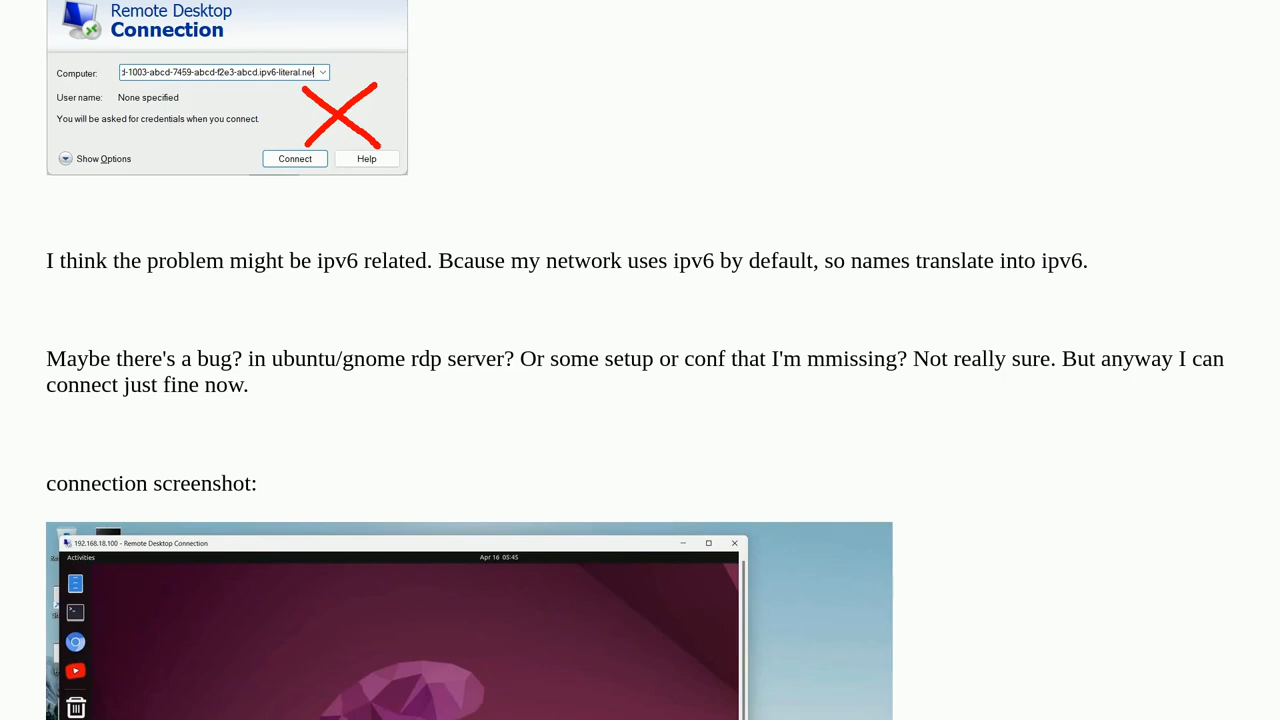 Remote Desktop
Connection
Computer: :l-1003-abcd-7459-abcd-f2e3-abcd.ipv6-literal.net
User name: None specified
You will be asked for credentials when you connect.
Show Options Connect Help
I think the problem might be ipv6 related. Bcause my network uses ipv6 by default, so names translate into ipv6.
Maybe there's a bug? in ubuntu/gnome rdp server? Or some setup or conf that I'm mmissing? Not really sure. But anyway I can
connect just fine now.
connection screenshot:
192.168.18.100 - Remote Desktop Connection
Activities Apr 16 05:45